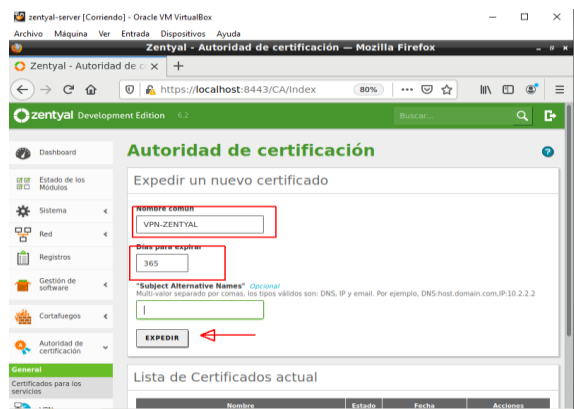 zentyal-server [Corriendo] - Oracle VM VirtualBox
Archivo Máquina Ver Entrada Dispositivos Ayuda
Zentyal - Autoridad de certificación — Mozilla Firefox
Zentyal - Autoridad de c
https://localhost:8443/CA/Index 80%
zentyal Development Edition 6.2 Buscar...
Dashboard
Estado de los
Módulos
Sistema
Red
Registros
Gestión de
software
Cortafuegos
Autoridad de
certificación
General
Certificados para los
servicios
VPN
Autoridad de certificación
Expedir un nuevo certificado
Nombre común
VPN-ZENTYAL
Días para expirar
365
"Subject Alternative Names" Opcional
Multi-valor separado por comas, los tipos válidos son: DNS, IP y email. Por ejemplo, DNS:host.domain.com,IP:10.2.2.2
EXPEDIR
Lista de Certificados actual
Nombre Estado Fecha Acciones